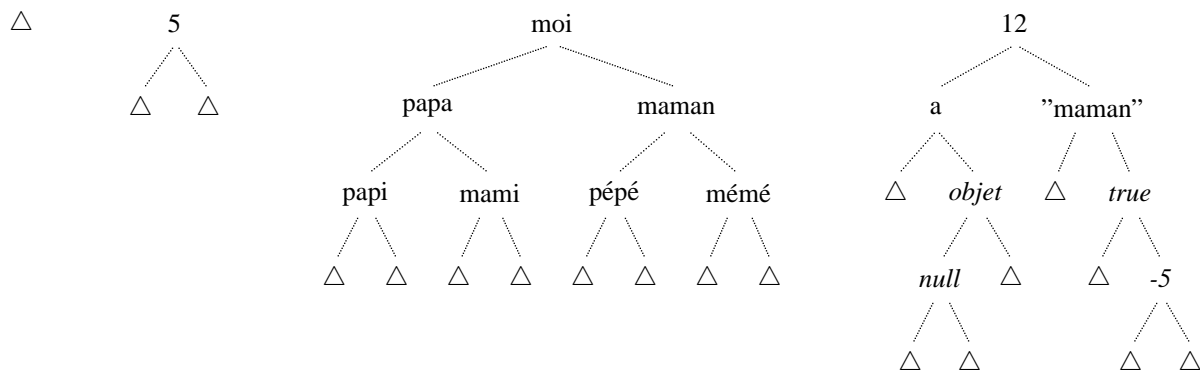 △ 5 moi 12
△ △ papa maman a ”maman”
papi mami pépé mémé △ objet △ true
△ △ △ △ △ △ △ △ null △ △ -5
△ △ △ △